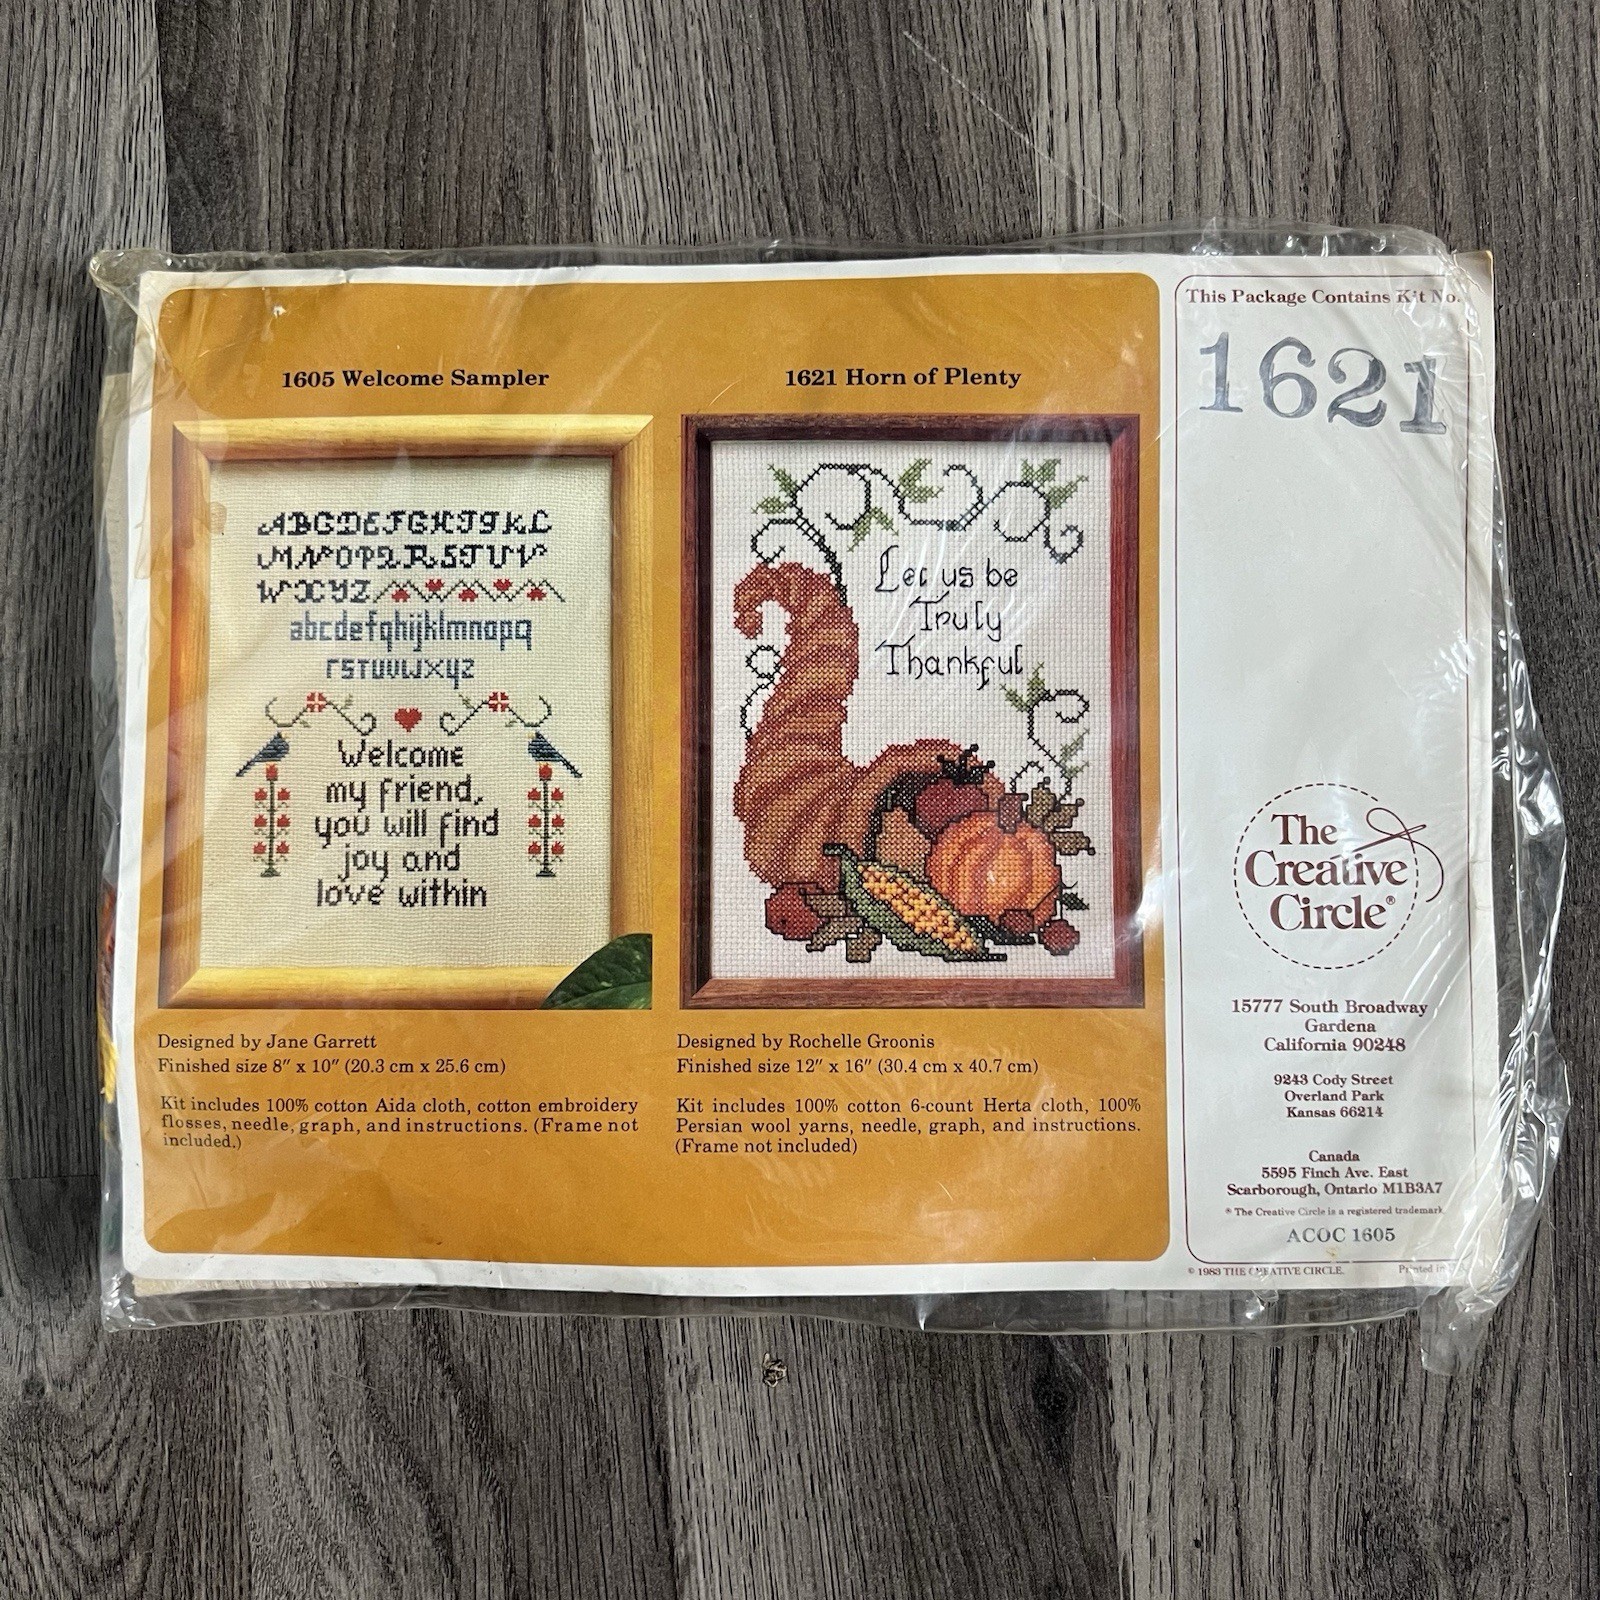 This Package Contains Kit No.
1621
1605 Welcome Sampler
ABCDEFGHIJKL
MNOPQRSTUV
WXYZ
abcdefghijklmnopq
rstuvwxyz
Welcome
my friend,
you will find
joy and
love within
Designed by Jane Garrett
Finished size 8″ x 10″ (20.3 cm x 25.6 cm)
Kit includes 100% cotton Aida cloth, cotton embroidery
flosses, needle, graph, and instructions. (Frame not
included.)
1621 Horn of Plenty
Let us be
Truly
Thankful
Designed by Rochelle Groonis
Finished size 12″ x 16″ (30.4 cm x 40.7 cm)
Kit includes 100% cotton 6-count Herta cloth, 100%
Persian wool yarns, needle, graph, and instructions.
(Frame not included)
The
Creative
Circle®
15777 South Broadway
Gardena
California 90248
9243 Cody Street
Overland Park
Kansas 66214
Canada
5595 Finch Ave. East
Scarborough, Ontario M1B3A7
® The Creative Circle is a registered trademark
ACOC 1605
© 1983 THE CREATIVE CIRCLE. Printed in